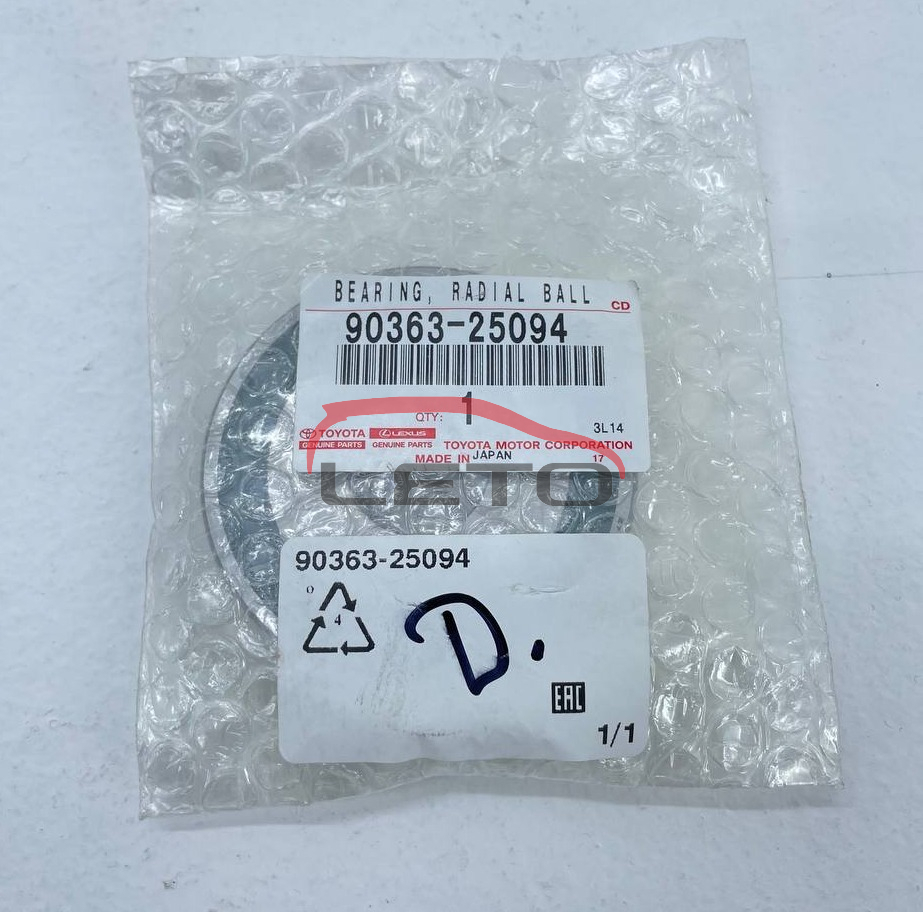 BEARING, RADIAL BALL
CD
90363-25094
QTY: 1
3L14
TOYOTA LEXUS
GENUINE PARTS GENUINE PARTS TOYOTA MOTOR CORPORATION
MADE IN JAPAN 17
LETO
90363-25094
4
D.
EAC
1/1